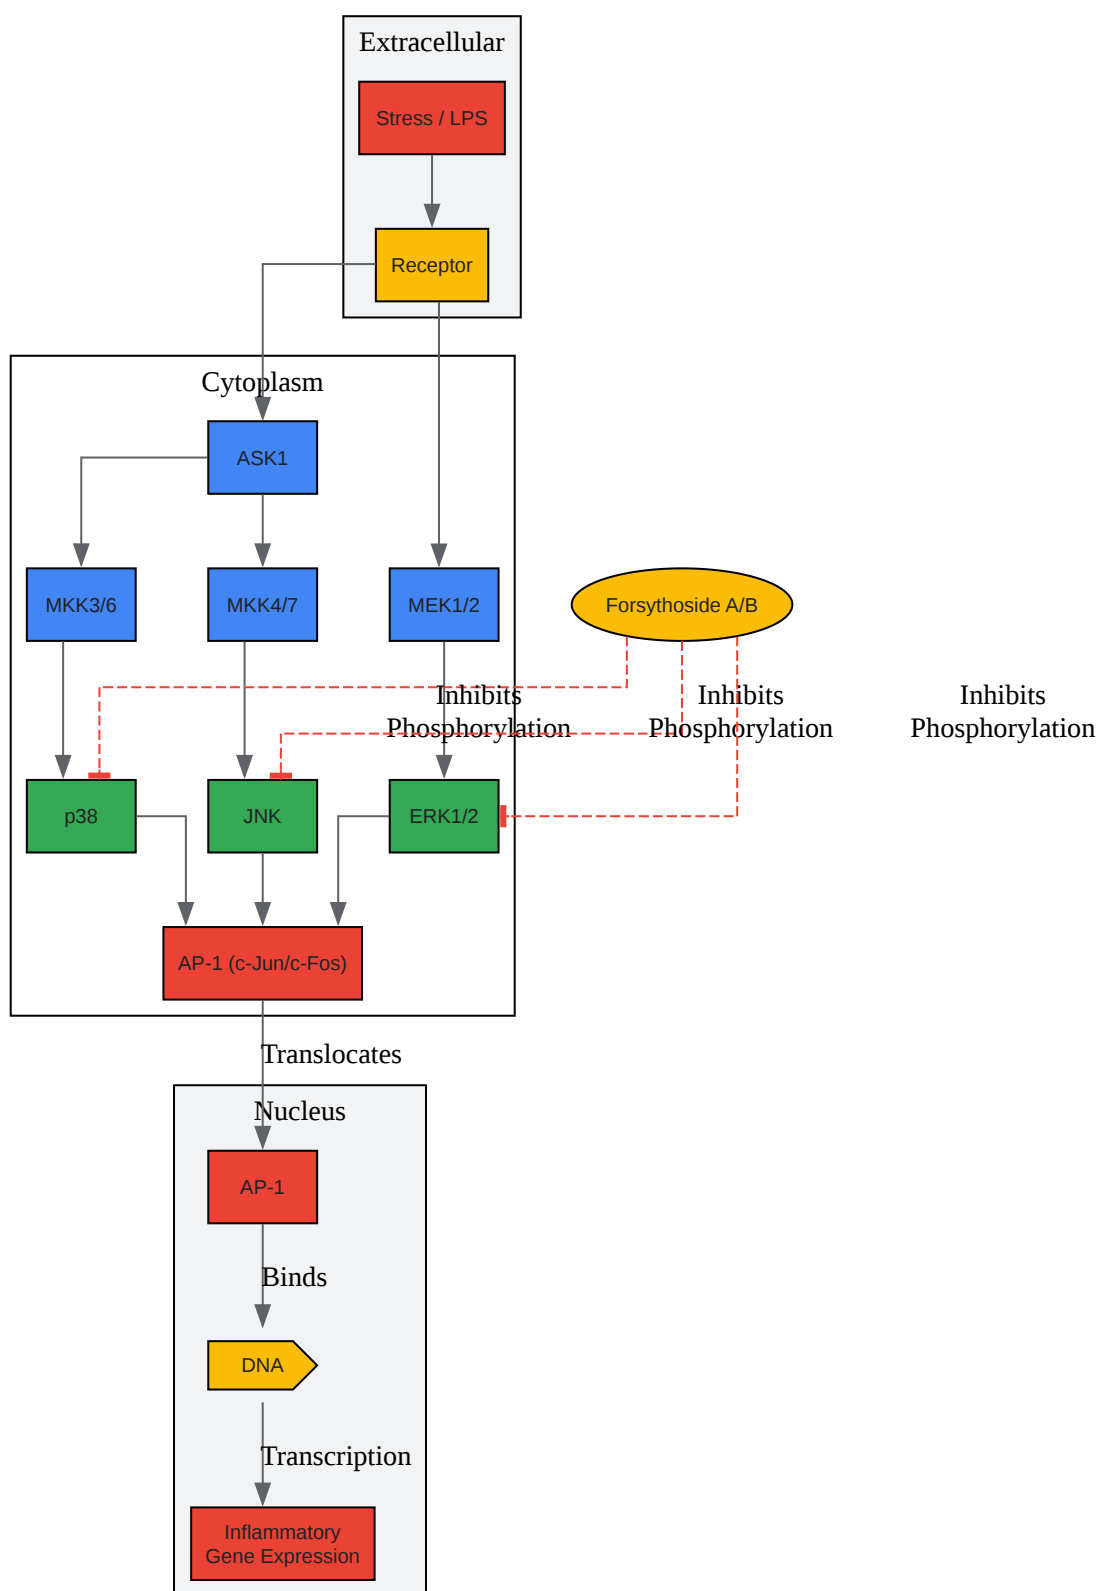 Extracellular
Stress / LPS
Receptor
Cytoplasm
ASK1
MKK3/6
MKK4/7
MEK1/2
Forsythoside A/B
Inhibits
Phosphorylation
Inhibits
Phosphorylation
Inhibits
Phosphorylation
p38
JNK
ERK1/2
AP-1 (c-Jun/c-Fos)
Translocates
Nucleus
AP-1
Binds
DNA
Transcription
Inflammatory
Gene Expression